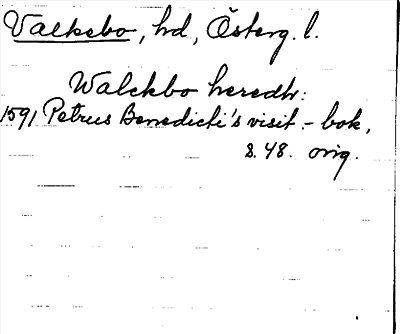 Valkebo, hd, Österg. l.
Walckbo heredh:
1591 Petrus Benedicti's visit.-bok,
s. 48. orig.